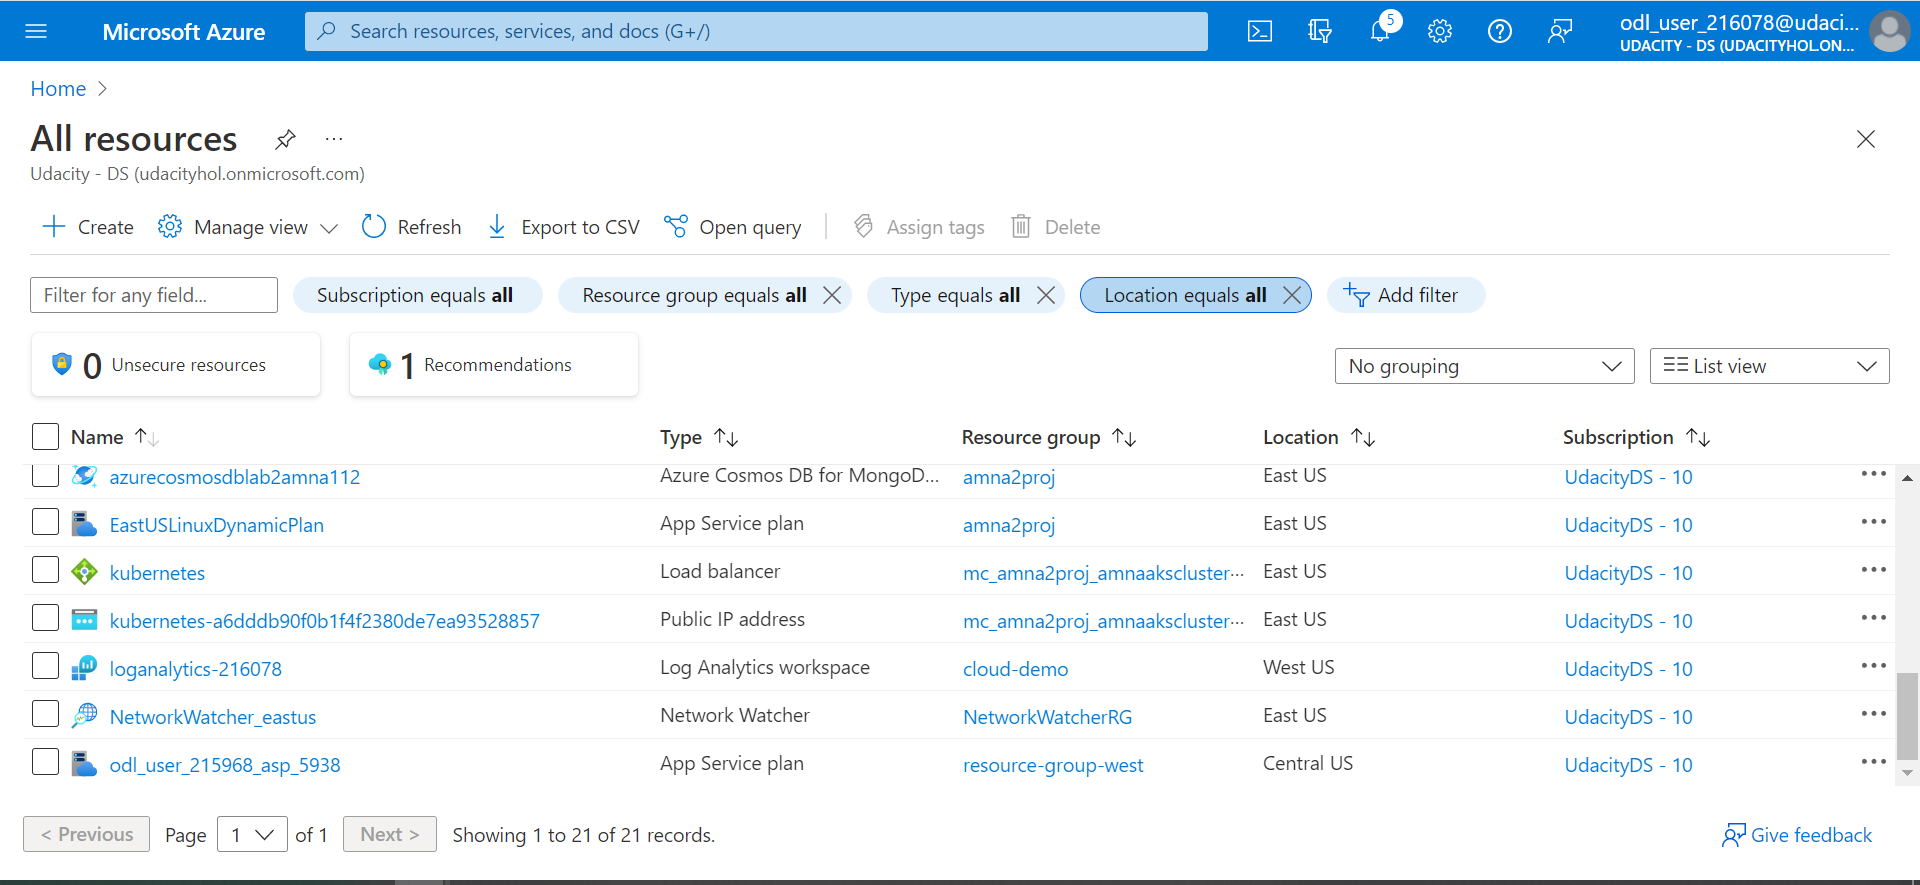 Microsoft Azure
Search resources, services, and docs (G+/)
5
odl_user_216078@udaci...
UDACITY - DS (UDACITYHOL.ON...
Home
All resources
...
Udacity - DS (udacityhol.onmicrosoft.com)
Create
Manage view
Refresh
Export to CSV
Open query
Assign tags
Delete
Filter for any field...
Subscription equals all
Resource group equals all
Type equals all
Location equals all
Add filter
0 Unsecure resources
1 Recommendations
No grouping
List view
Name Type Resource group Location Subscription
azurecosmosdblab2amna112 Azure Cosmos DB for MongoD... amna2proj East US UdacityDS - 10
EastUSLinuxDynamicPlan App Service plan amna2proj East US UdacityDS - 10
kubernetes Load balancer mc_amna2proj_amnaakscluster... East US UdacityDS - 10
kubernetes-a6dddb90f0b1f4f2380de7ea93528857 Public IP address mc_amna2proj_amnaakscluster... East US UdacityDS - 10
loganalytics-216078 Log Analytics workspace cloud-demo West US UdacityDS - 10
NetworkWatcher_eastus Network Watcher NetworkWatcherRG East US UdacityDS - 10
odl_user_215968_asp_5938 App Service plan resource-group-west Central US UdacityDS - 10
< Previous Page 1 of 1 Next > Showing 1 to 21 of 21 records.
Give feedback